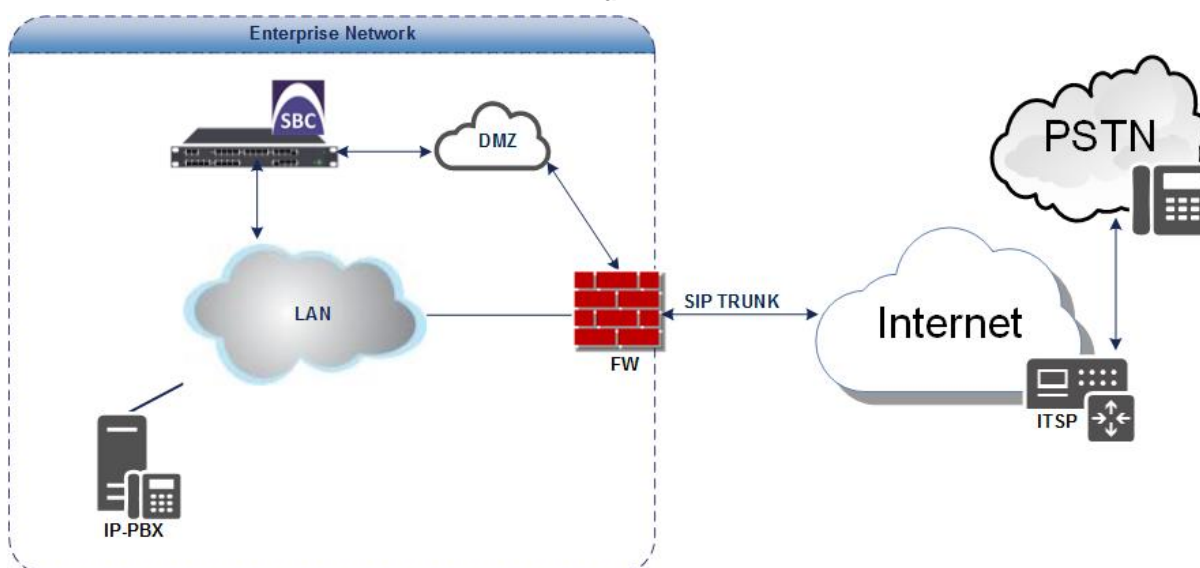 Enterprise Network
SBC
DMZ
PSTN
LAN
SIP TRUNK
Internet
FW
ITSP
IP-PBX